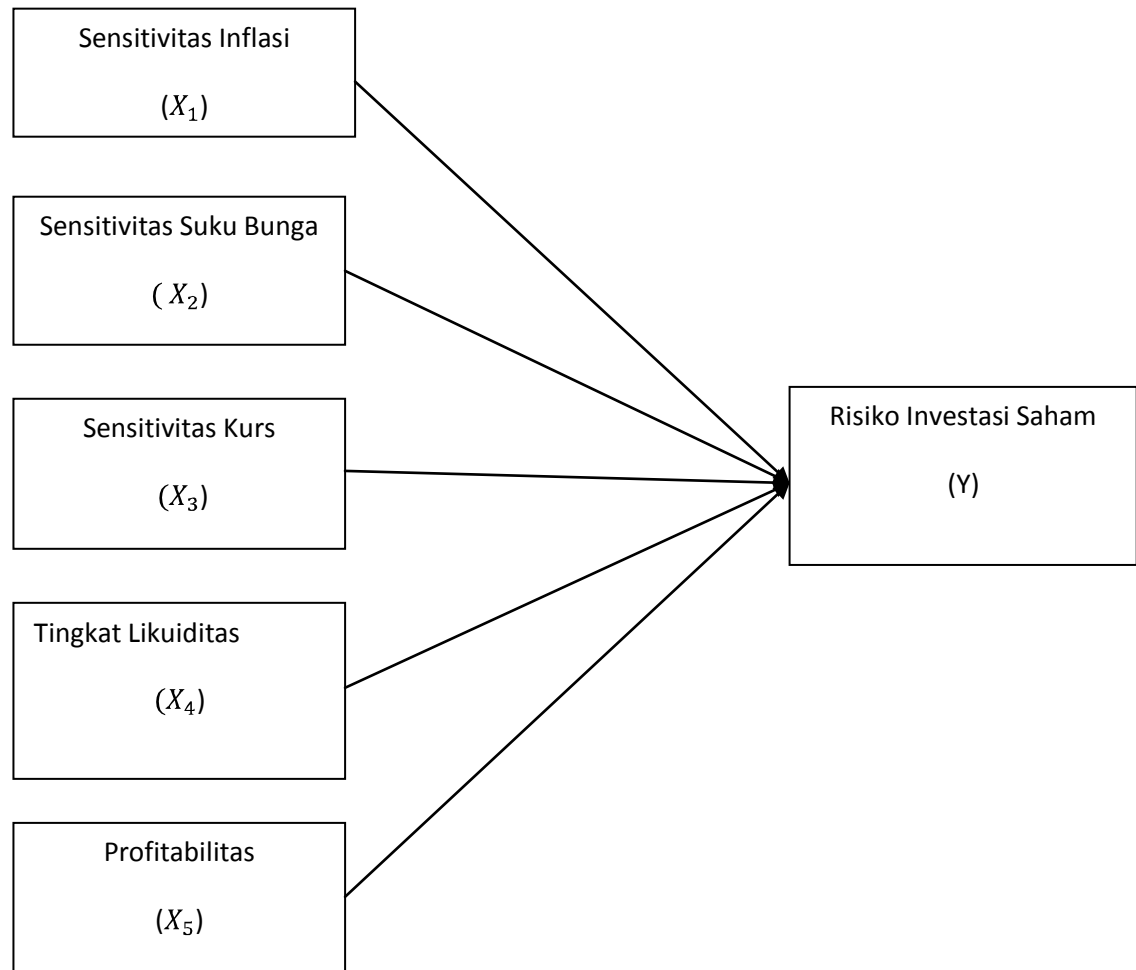 Sensitivitas Inflasi
(X₁)
Sensitivitas Suku Bunga
( X₂)
Sensitivitas Kurs
(X₃)
Tingkat Likuiditas
(X₄)
Profitabilitas
(X₅)
Risiko Investasi Saham
(Y)